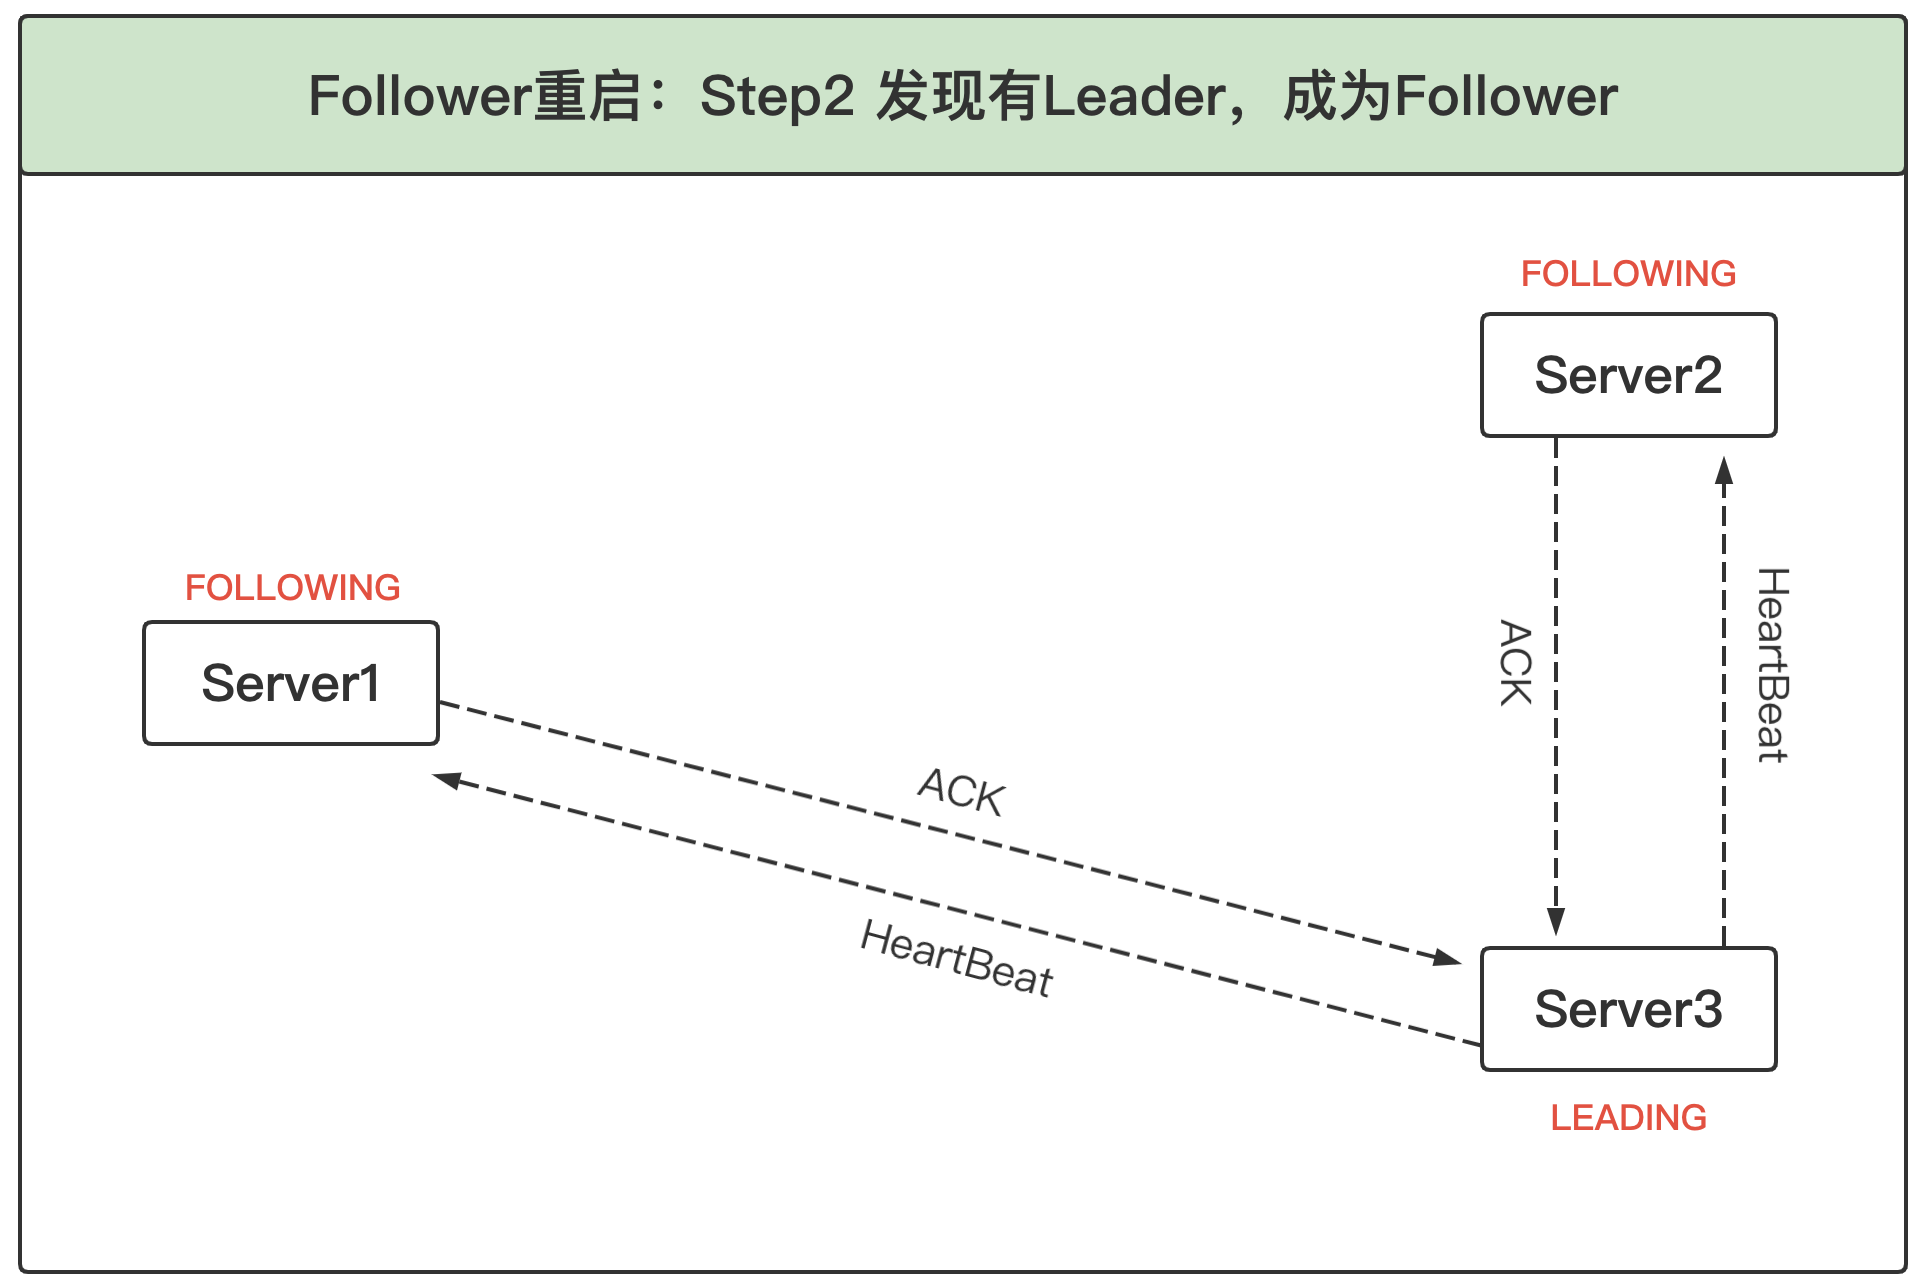 Follower重启：Step2 发现有Leader，成为Follower
FOLLOWING
Server2
FOLLOWING
Server1
ACK
HeartBeat
ACK
HeartBeat
Server3
LEADING